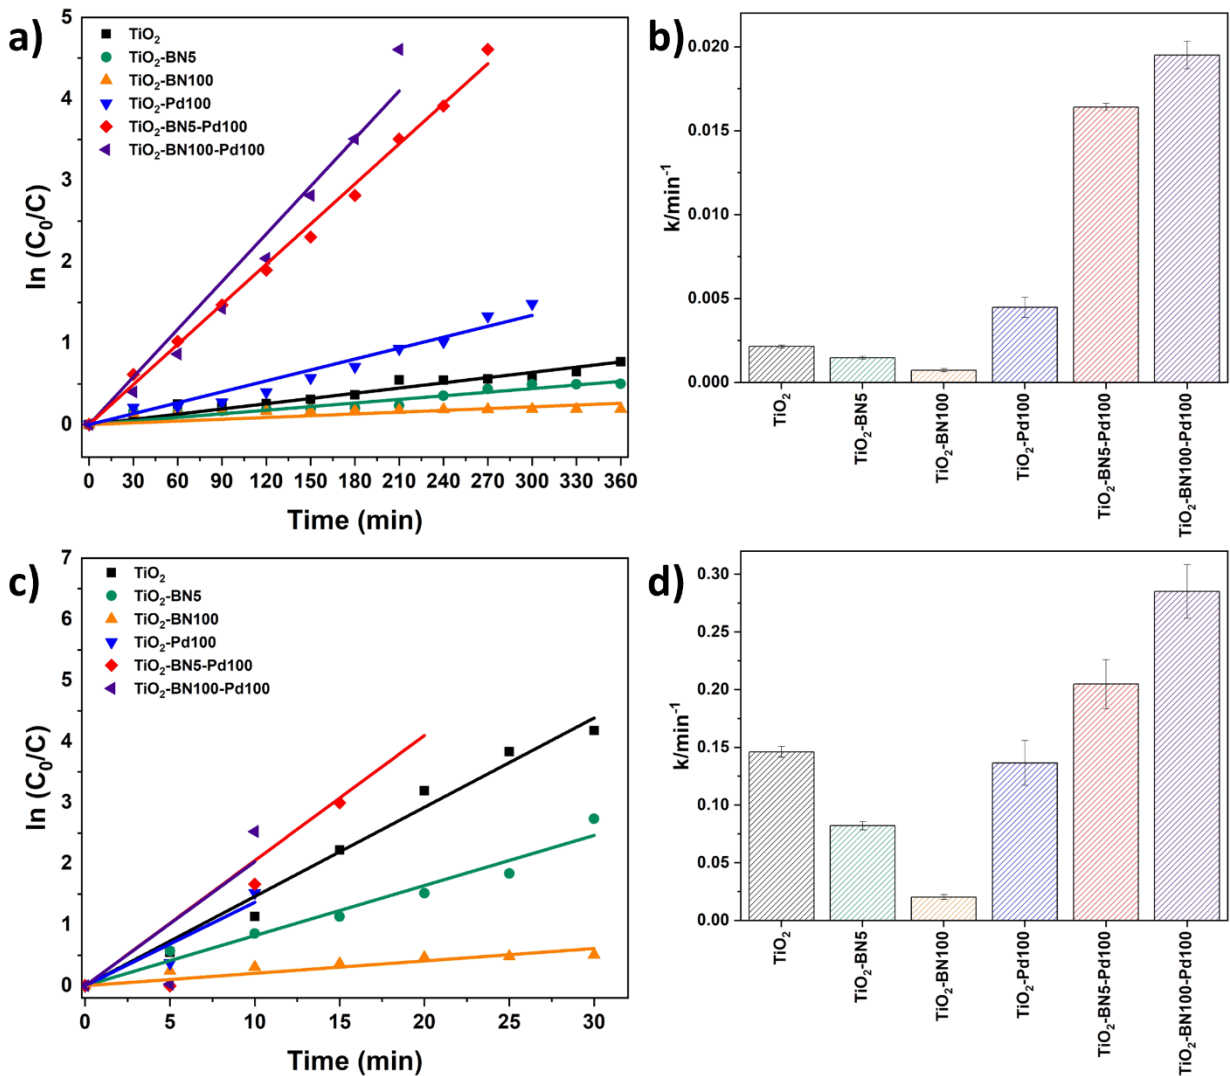 a)
5
4
3
2
1
0
ln (C₀/C)
TiO₂
TiO₂-BN5
TiO₂-BN100
TiO₂-Pd100
TiO₂-BN5-Pd100
TiO₂-BN100-Pd100
0 30 60 90 120 150 180 210 240 270 300 330 360
Time (min)
b)
0.020
0.015
0.010
0.005
0.000
k/min⁻¹
TiO₂
TiO₂-BN5
TiO₂-BN100
TiO₂-Pd100
TiO₂-BN5-Pd100
TiO₂-BN100-Pd100
c)
7
6
5
4
3
2
1
0
ln (C₀/C)
TiO₂
TiO₂-BN5
TiO₂-BN100
TiO₂-Pd100
TiO₂-BN5-Pd100
TiO₂-BN100-Pd100
0 5 10 15 20 25 30
Time (min)
d)
0.30
0.25
0.20
0.15
0.10
0.05
0.00
k/min⁻¹
TiO₂
TiO₂-BN5
TiO₂-BN100
TiO₂-Pd100
TiO₂-BN5-Pd100
TiO₂-BN100-Pd100